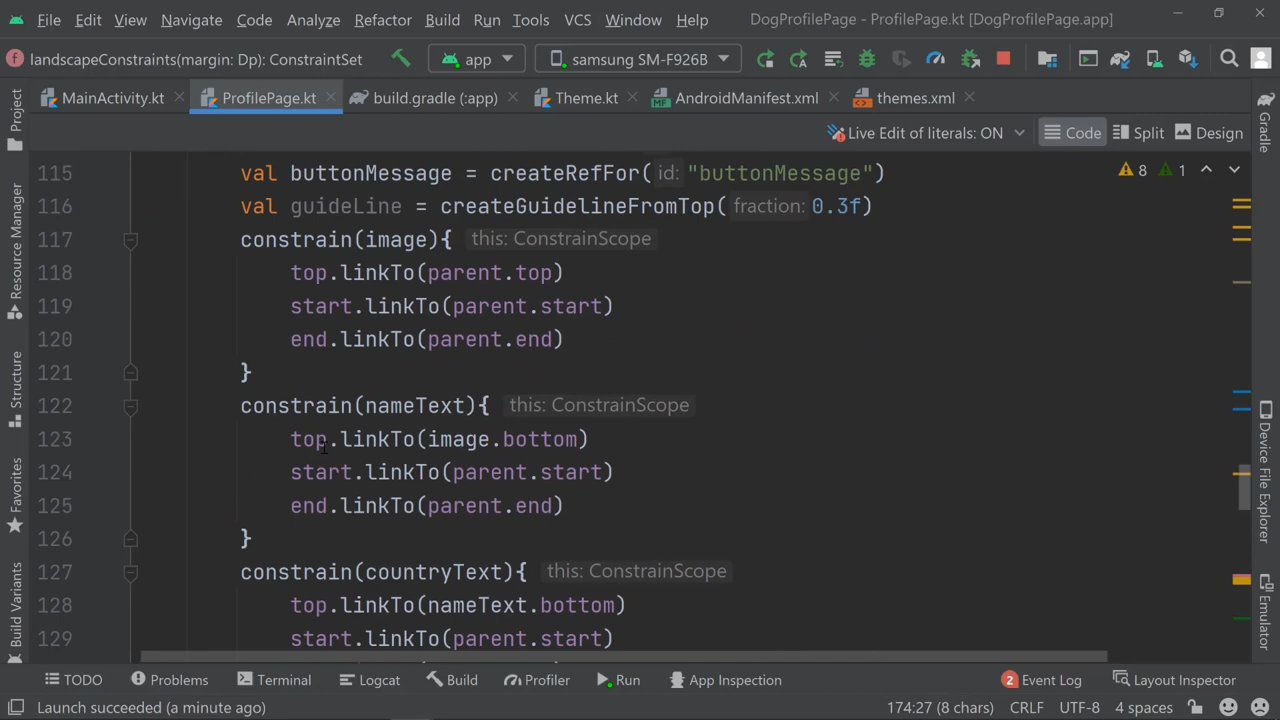 File Edit View Navigate Code Analyze Refactor Build Run Tools VCS Window Help DogProfilePage - ProfilePage.kt [DogProfilePage.app]
landscapeConstraints(margin: Dp): ConstraintSet app samsung SM-F926B
MainActivity.kt ProfilePage.kt build.gradle (:app) Theme.kt AndroidManifest.xml themes.xml
Live Edit of literals: ON Code Split Design
8 1
115 val buttonMessage = createRefFor( id: "buttonMessage")
116 val guideLine = createGuidelineFromTop( fraction: 0.3f)
117 constrain(image){ this: ConstrainScope
118 top.linkTo(parent.top)
119 start.linkTo(parent.start)
120 end.linkTo(parent.end)
121 }
122 constrain(nameText){ this: ConstrainScope
123 top.linkTo(image.bottom)
124 start.linkTo(parent.start)
125 end.linkTo(parent.end)
126 }
127 constrain(countryText){ this: ConstrainScope
128 top.linkTo(nameText.bottom)
129 start.linkTo(parent.start)
Project
Resource Manager
Structure
Favorites
Build Variants
Gradle
Device File Explorer
Emulator
TODO Problems Terminal Logcat Build Profiler Run App Inspection 2 Event Log Layout Inspector
Launch succeeded (a minute ago) 174:27 (8 chars) CRLF UTF-8 4 spaces